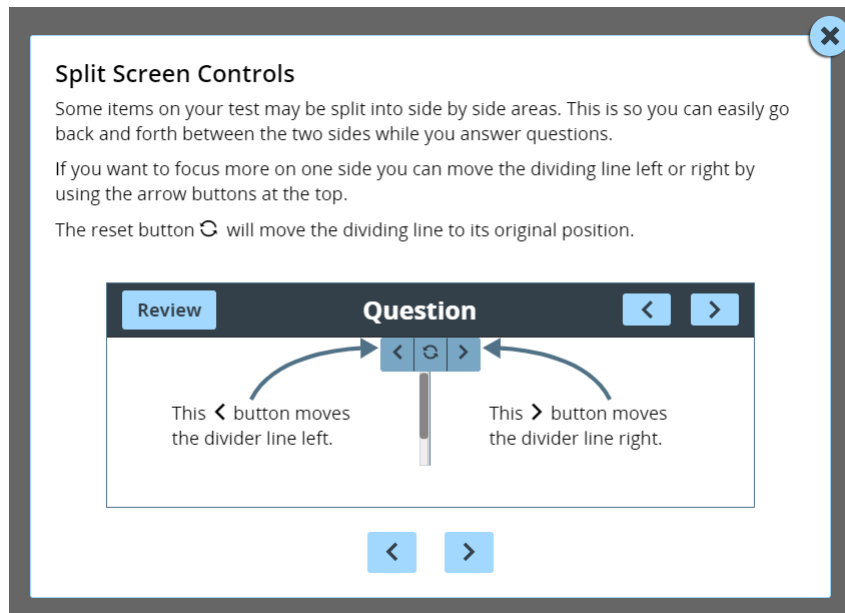 Split Screen Controls
Some items on your test may be split into side by side areas. This is so you can easily go
back and forth between the two sides while you answer questions.
If you want to focus more on one side you can move the dividing line left or right by
using the arrow buttons at the top.
The reset button will move the dividing line to its original position.
Review
Question
This < button moves
the divider line left.
This > button moves
the divider line right.